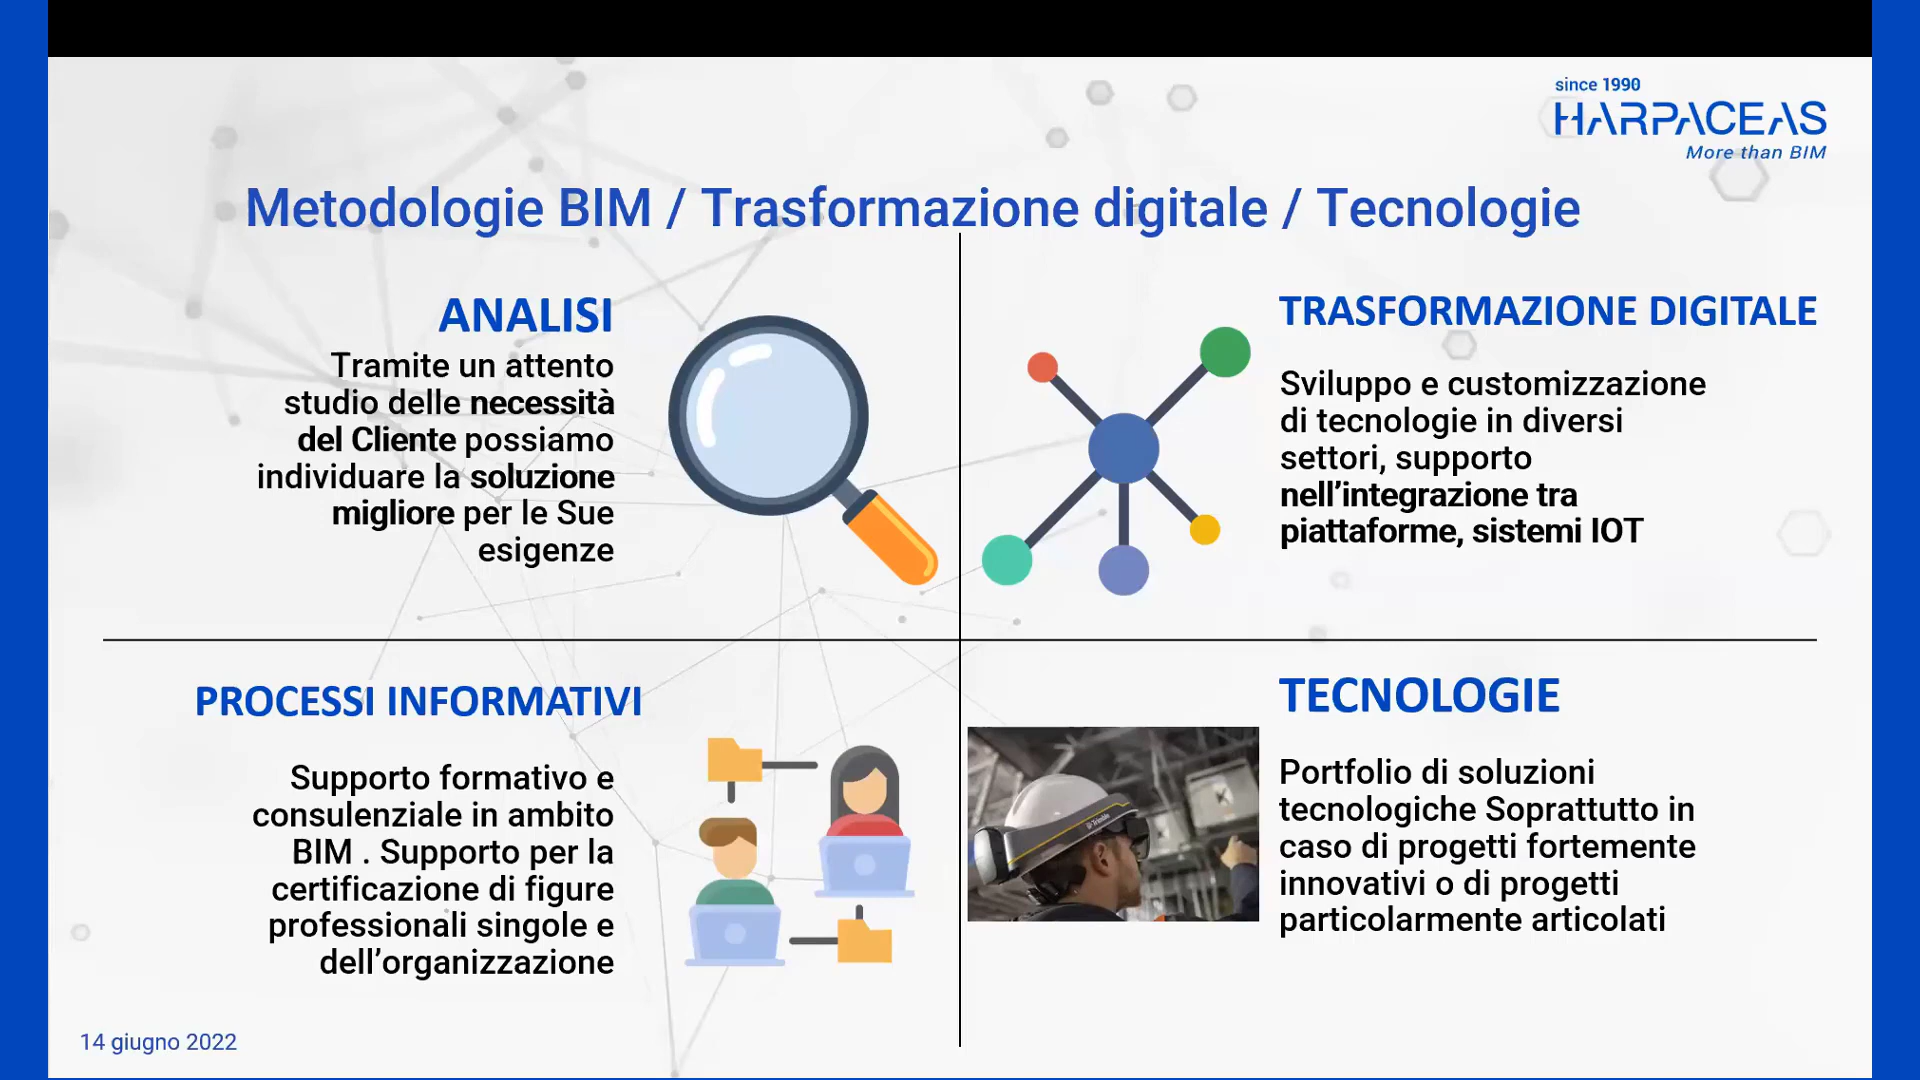 since 1990
HARPACEAS
More than BIM
Metodologie BIM / Trasformazione digitale / Tecnologie
ANALISI
Tramite un attento
studio delle necessità
del Cliente possiamo
individuare la soluzione
migliore per le Sue
esigenze
TRASFORMAZIONE DIGITALE
Sviluppo e customizzazione
di tecnologie in diversi
settori, supporto
nell’integrazione tra
piattaforme, sistemi IOT
PROCESSI INFORMATIVI
Supporto formativo e
consulenziale in ambito
BIM . Supporto per la
certificazione di figure
professionali singole e
dell’organizzazione
TECNOLOGIE
Trimble
Portfolio di soluzioni
tecnologiche Soprattutto in
caso di progetti fortemente
innovativi o di progetti
particolarmente articolati
14 giugno 2022